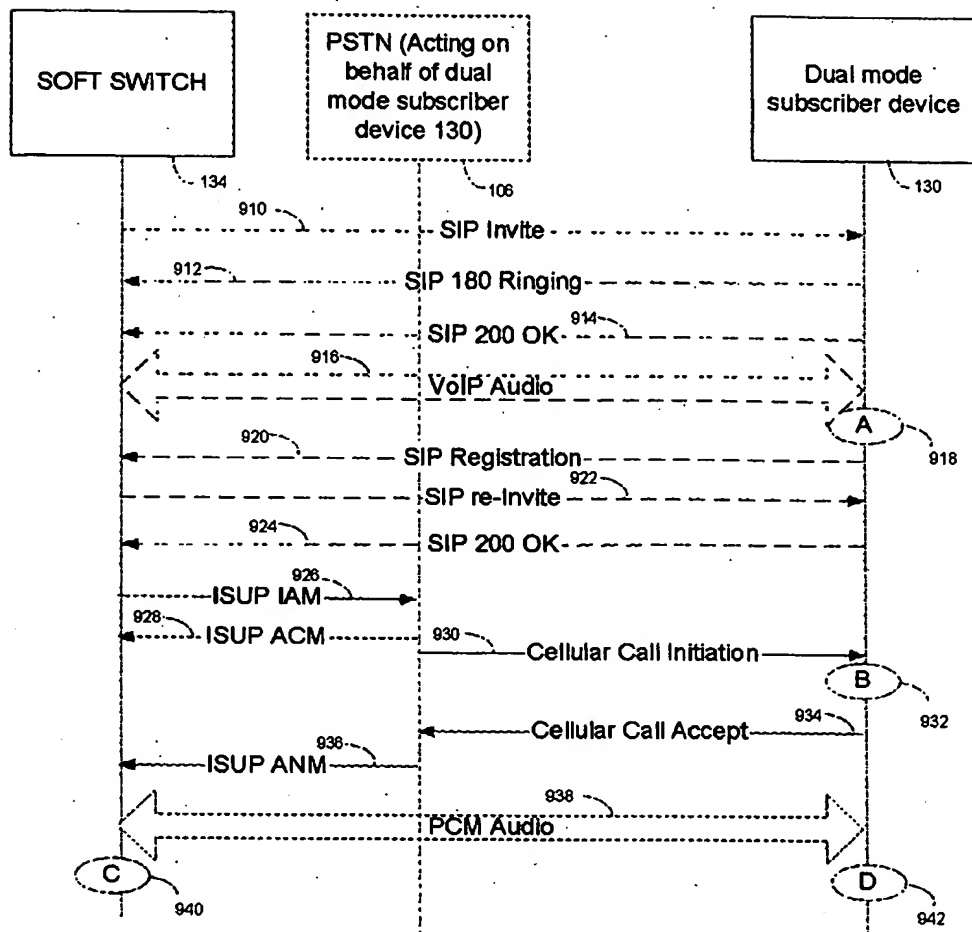 SOFT SWITCH
PSTN (Acting on
behalf of dual
mode subscriber
device 130)
Dual mode
subscriber device
134
106
130
910
SIP Invite
912
SIP 180 Ringing
914
SIP 200 OK
916
VoIP Audio
A
918
920
SIP Registration
922
SIP re-Invite
924
SIP 200 OK
926
ISUP IAM
928
ISUP ACM
930
Cellular Call Initiation
B
932
934
Cellular Call Accept
936
ISUP ANM
938
PCM Audio
C
940
D
942